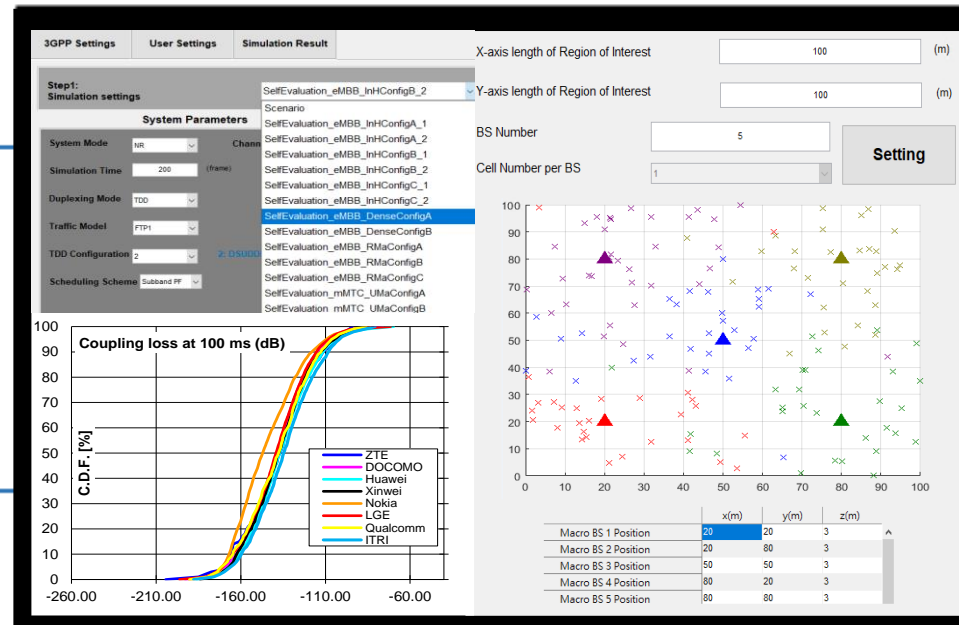 3GPP Settings User Settings Simulation Result
Step1:
Simulation settings
SelfEvaluation_eMBB_InHConfigB_2
Scenario
SelfEvaluation_eMBB_InHConfigA_1
SelfEvaluation_eMBB_InHConfigA_2
SelfEvaluation_eMBB_InHConfigB_1
SelfEvaluation_eMBB_InHConfigB_2
SelfEvaluation_eMBB_InHConfigC_1
SelfEvaluation_eMBB_InHConfigC_2
SelfEvaluation_eMBB_DenseConfigA
SelfEvaluation_eMBB_DenseConfigB
SelfEvaluation_eMBB_RMaConfigA
SelfEvaluation_eMBB_RMaConfigB
SelfEvaluation_eMBB_RMaConfigC
SelfEvaluation_mMTC_UMaConfigA
SelfEvaluation_mMTC_UMaConfigB
System Parameters
System Mode NR Chann
Simulation Time 200 (frame)
Duplexing Mode TDD
Traffic Model FTP1
TDD Configuration 2 2: DSUDD
Scheduling Scheme Subband PF
Coupling loss at 100 ms (dB)
C.D.F. [%]
100
90
80
70
60
50
40
30
20
10
0
-260.00 -210.00 -160.00 -110.00 -60.00
ZTE
DOCOMO
Huawei
Xinwei
Nokia
LGE
Qualcomm
ITRI
X-axis length of Region of Interest 100 (m)
Y-axis length of Region of Interest 100 (m)
BS Number 5
Cell Number per BS 1
Setting
100
90
80
70
60
50
40
30
20
10
0
0 10 20 30 40 50 60 70 80 90 100
x(m) y(m) z(m)
Macro BS 1 Position 20 20 3
Macro BS 2 Position 20 80 3
Macro BS 3 Position 50 50 3
Macro BS 4 Position 80 20 3
Macro BS 5 Position 80 80 3